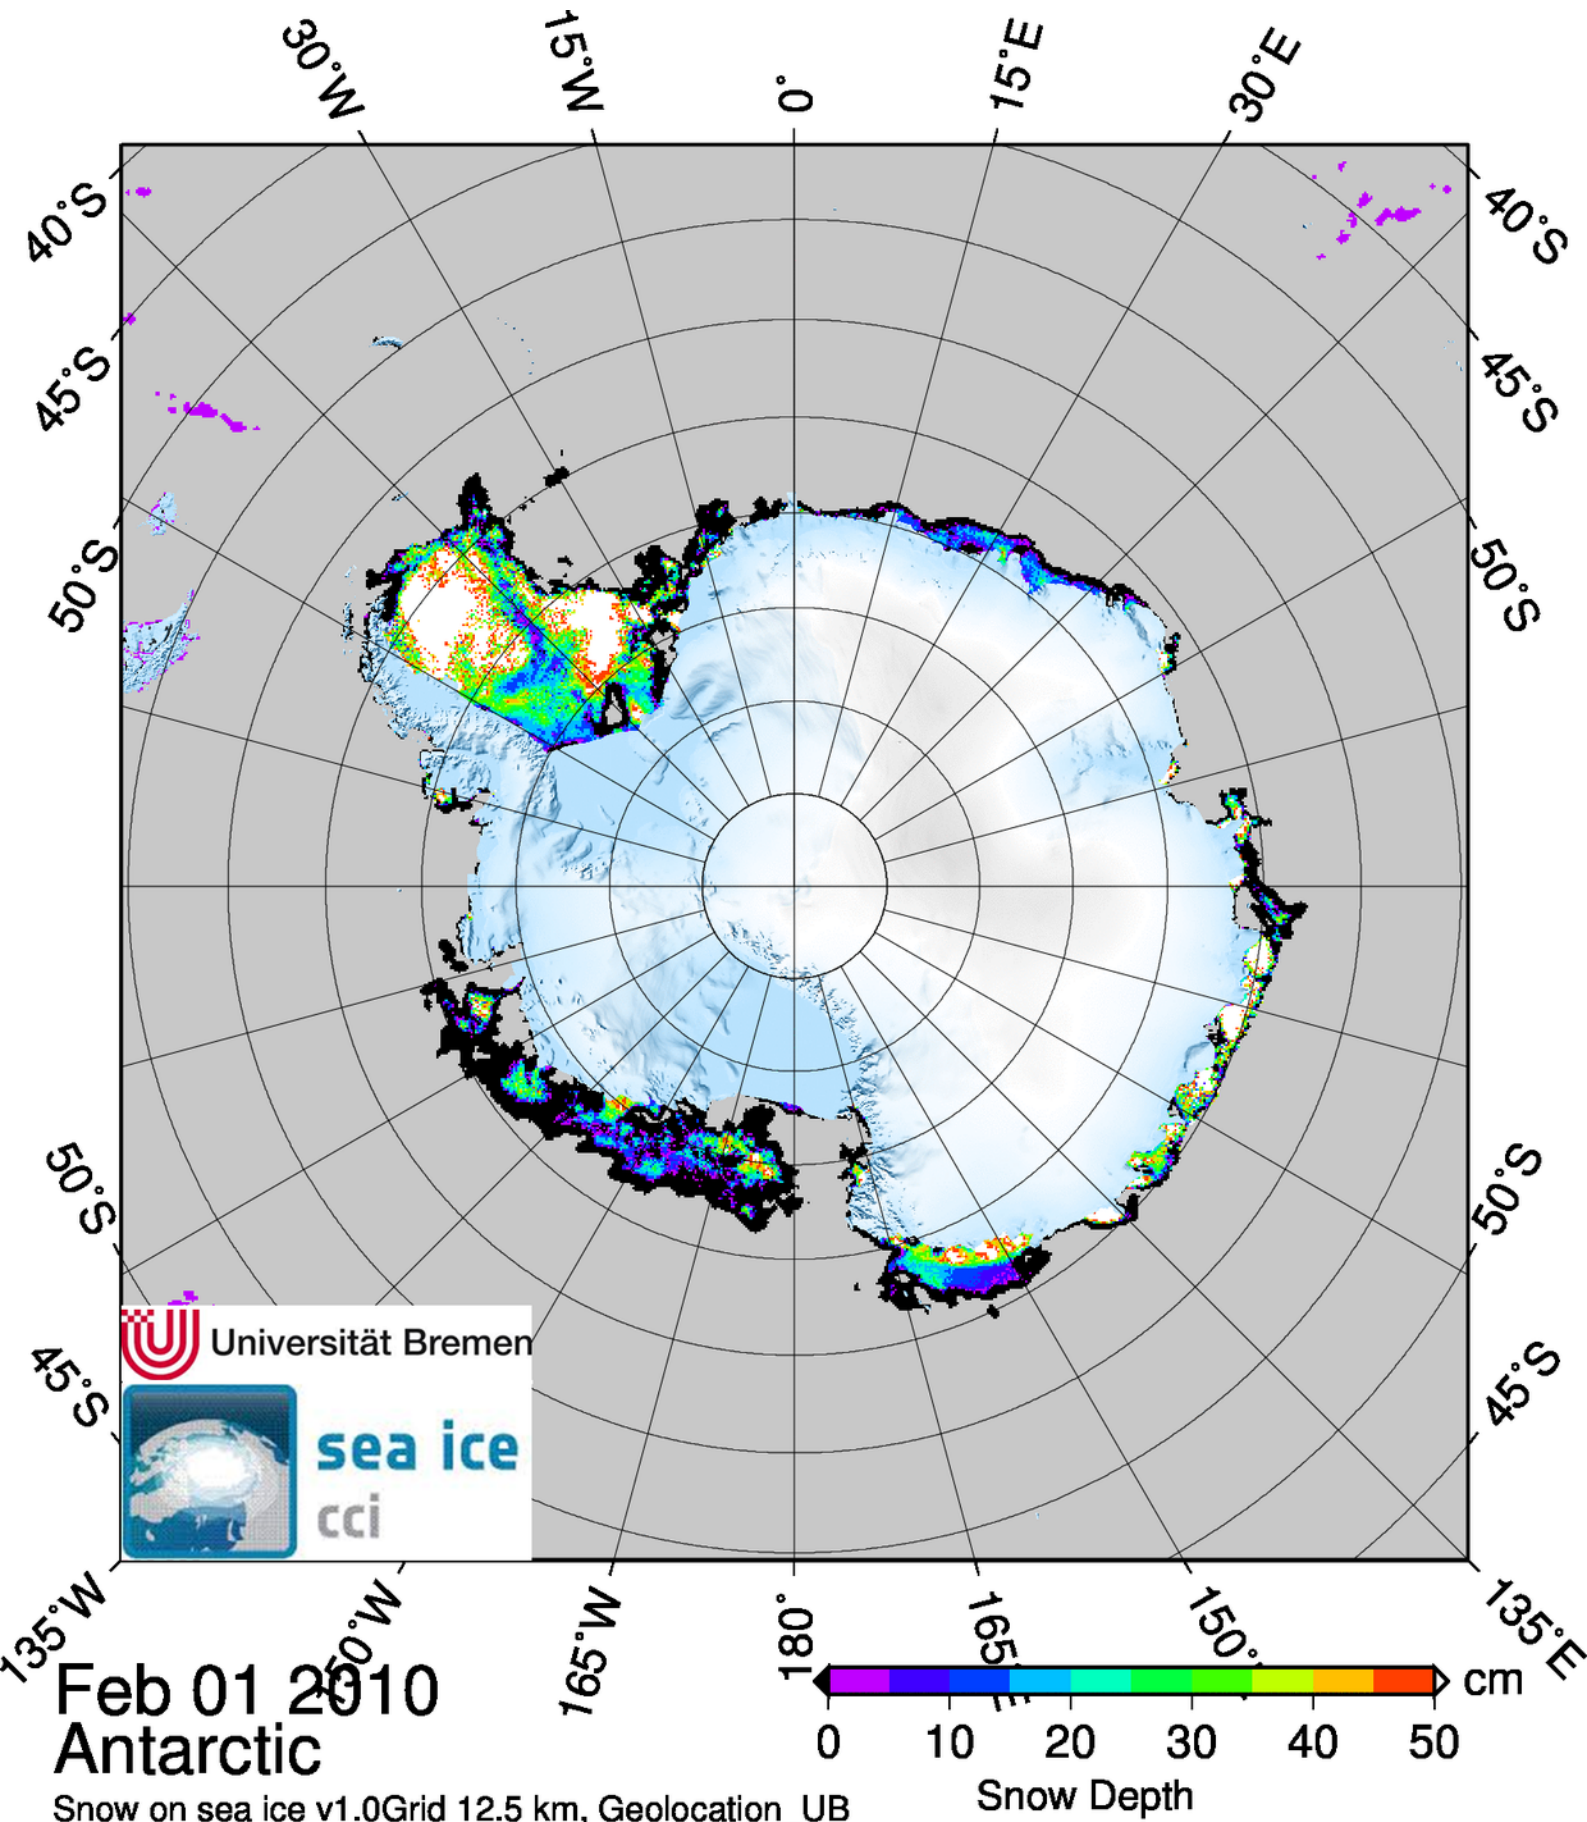 30°W
15°W
0°
15°E
30°E
40°S
40°S
45°S
45°S
50°S
50°S
50°S
50°S
45°S
45°S
Universität Bremen
sea ice
cci
135°W
165°W
180°
135°E
Feb 01 2010
Antarctic
Snow on sea ice v1.0Grid 12.5 km, Geolocation UB
cm
0 10 20 30 40 50
Snow Depth